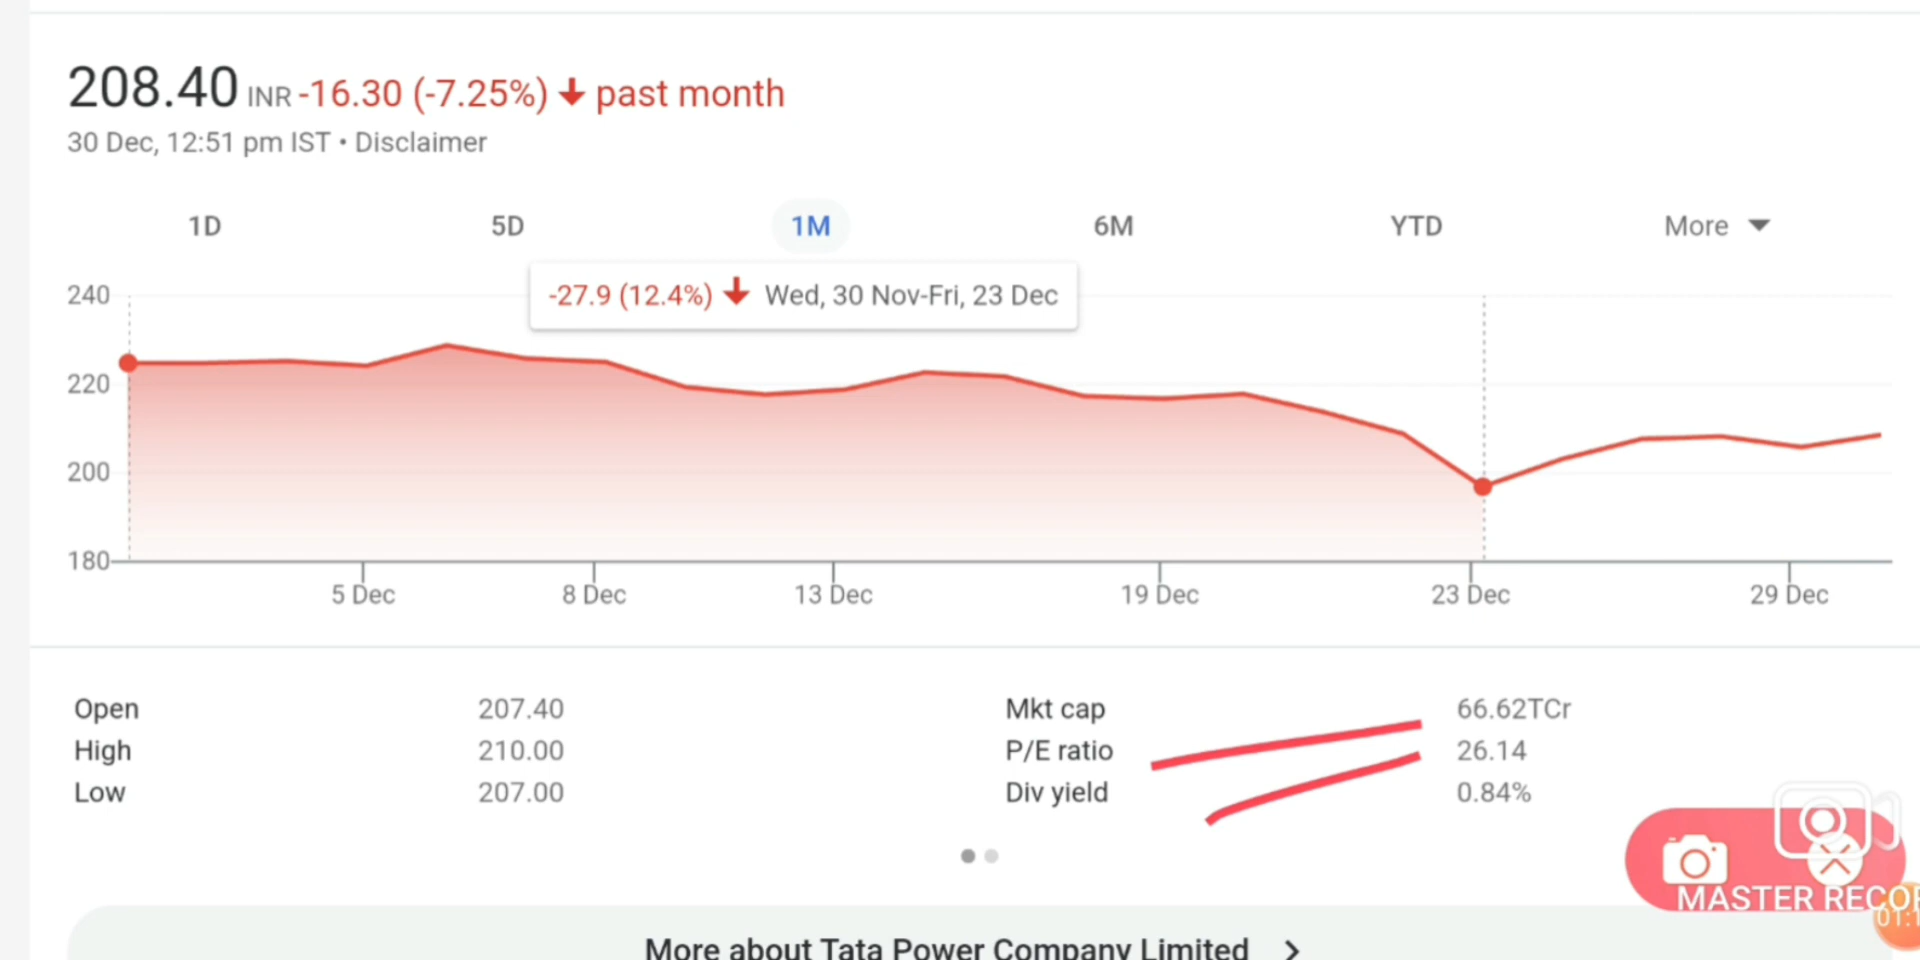 208.40 INR -16.30 (-7.25%) past month
30 Dec, 12:51 pm IST • Disclaimer
1D 5D 1M 6M YTD More
-27.9 (12.4%) Wed, 30 Nov-Fri, 23 Dec
240
220
200
180
5 Dec 8 Dec 13 Dec 19 Dec 23 Dec 29 Dec
Open 207.40 Mkt cap 66.62TCr
High 210.00 P/E ratio 26.14
Low 207.00 Div yield 0.84%
MASTER
More about Tata Power Company Limited